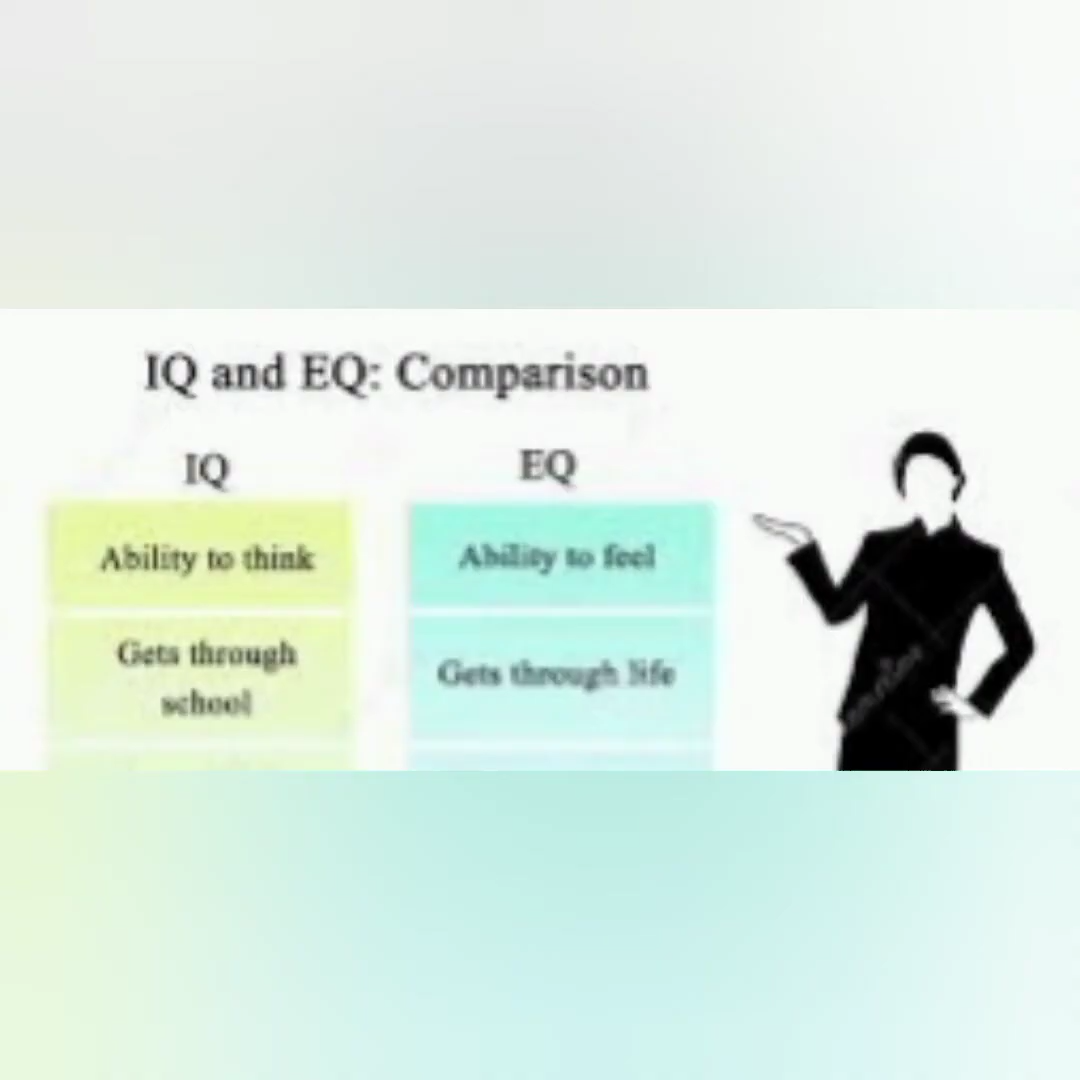 IQ and EQ: Comparison
IQ
EQ
Ability to think
Ability to feel
Gets through
school
Gets through life